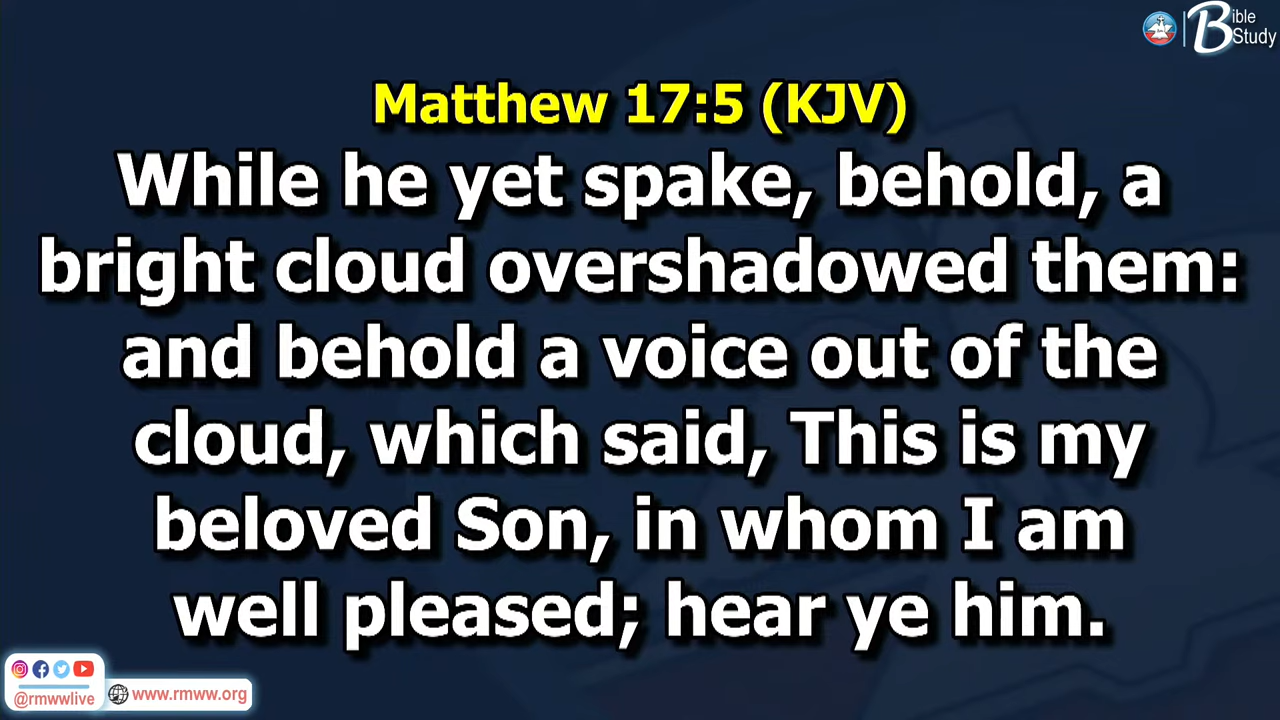 Bible
Study
Matthew 17:5 (KJV)
While he yet spake, behold, a
bright cloud overshadowed them:
and behold a voice out of the
cloud, which said, This is my
beloved Son, in whom I am
well pleased; hear ye him.
@rmwwlive
www.rmww.org